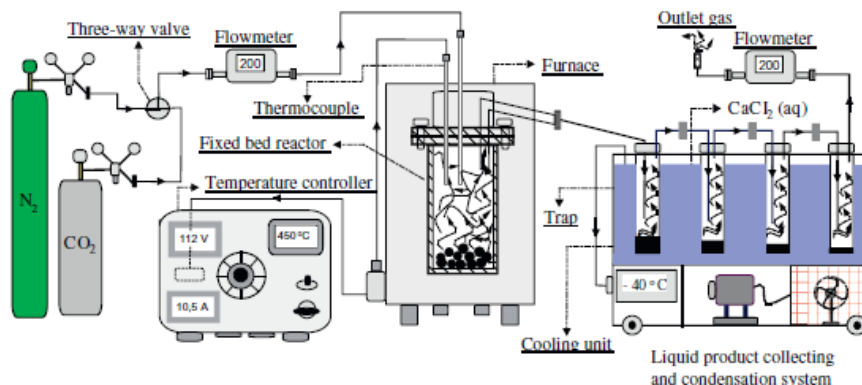 Three-way valve
Flowmeter
200
Outlet gas
Flowmeter
200
Furnace
Thermocouple
CaCl₂ (aq)
Fixed bed reactor
Temperature controller
N₂
CO₂
112 V
450°C
10,5 A
Trap
- 40 °C
Cooling unit
Liquid product collecting
and condensation system